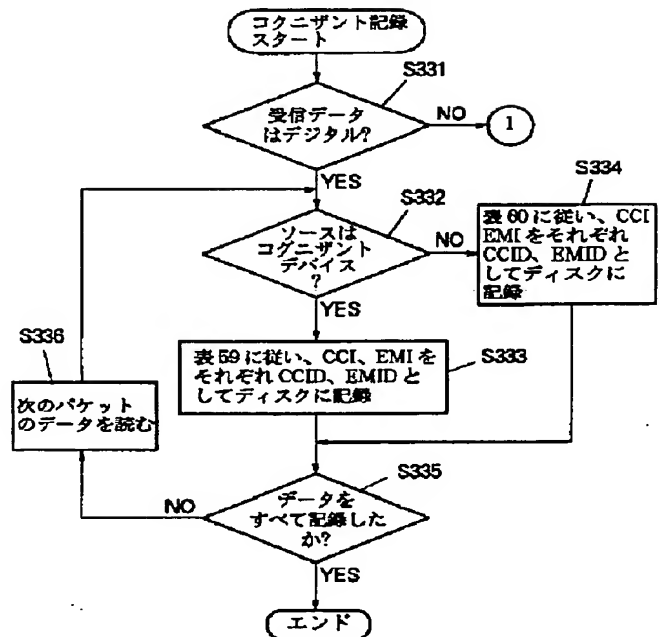 コクニザント記録
スタート
S331
受信データ
はデジタル?
NO
1
YES
S332
ソースは
コグニザント
デバイス
?
NO
S334
表60に従い、CCI
EMIをそれぞれ
CCID、EMIDと
してディスクに
記録
YES
S333
表59に従い、CCI、EMIを
それぞれCCID、EMIDと
してディスクに記録
S336
次のパケット
のデータを読む
S335
データを
すべて記録した
か?
NO
YES
エンド